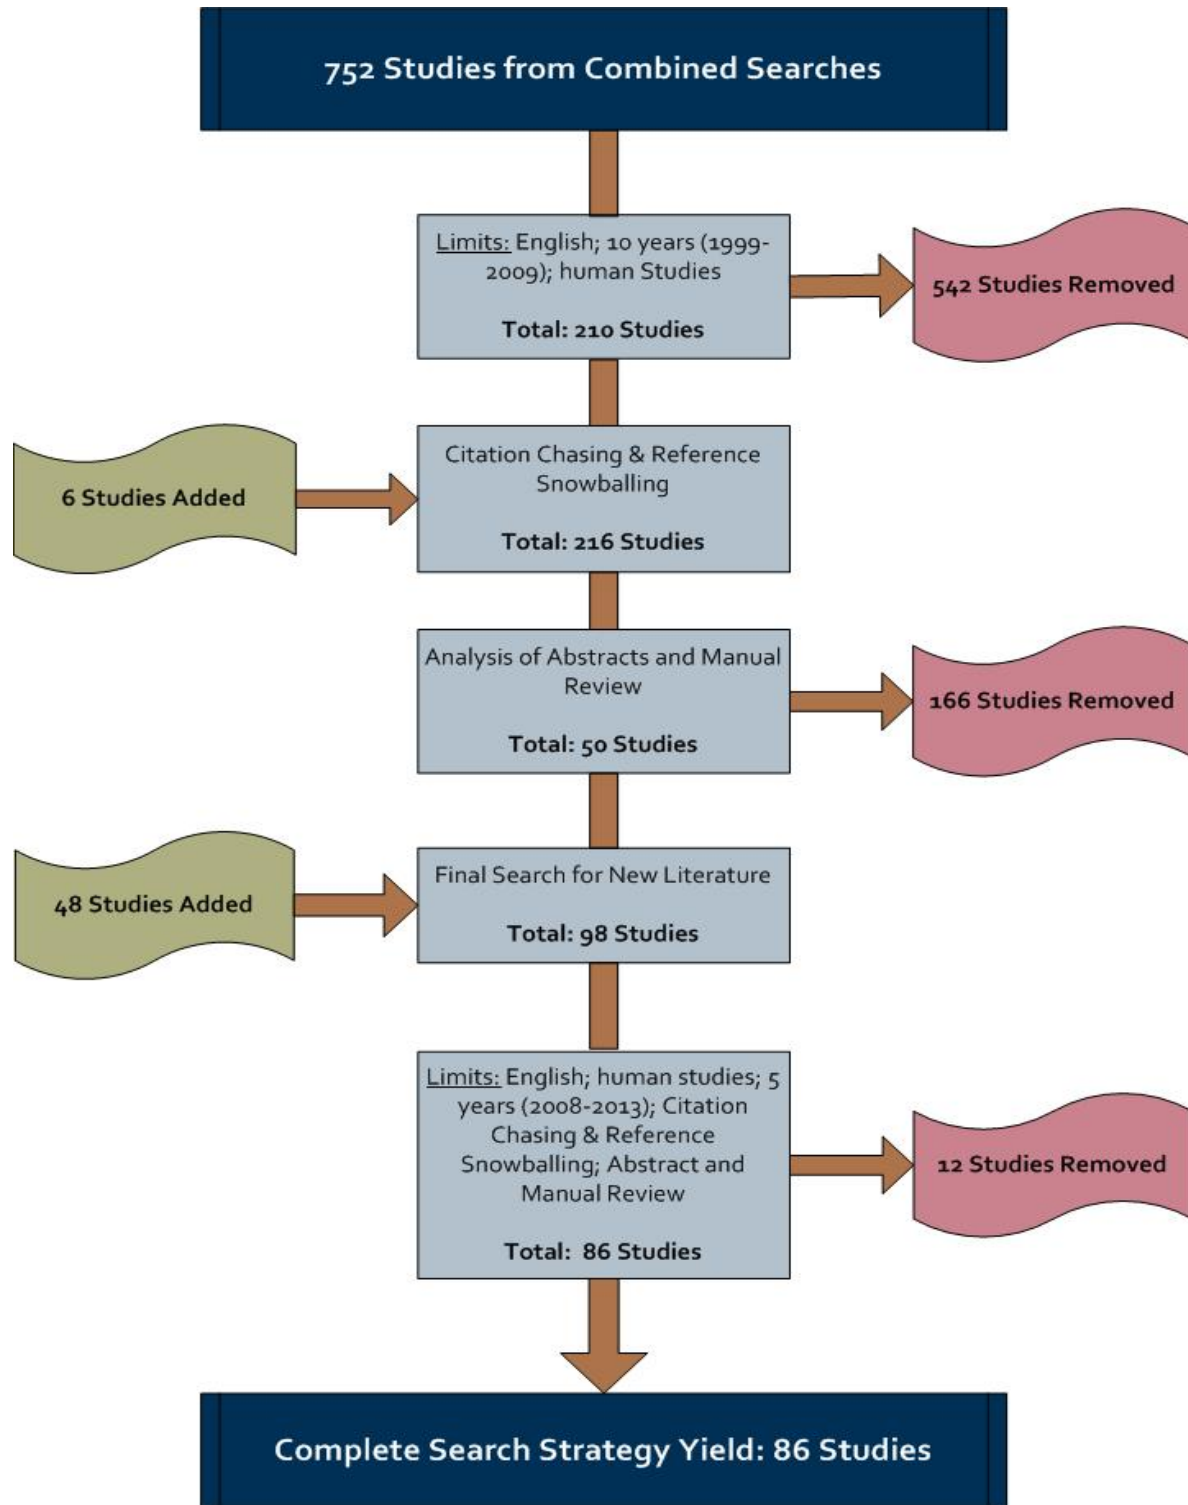 752 Studies from Combined Searches
Limits: English; 10 years (1999-
2009); human Studies
Total: 210 Studies
542 Studies Removed
Citation Chasing & Reference
Snowballing
Total: 216 Studies
6 Studies Added
Analysis of Abstracts and Manual
Review
Total: 50 Studies
166 Studies Removed
Final Search for New Literature
Total: 98 Studies
48 Studies Added
Limits: English; human studies; 5
years (2008-2013); Citation
Chasing & Reference
Snowballing; Abstract and
Manual Review
Total: 86 Studies
12 Studies Removed
Complete Search Strategy Yield: 86 Studies